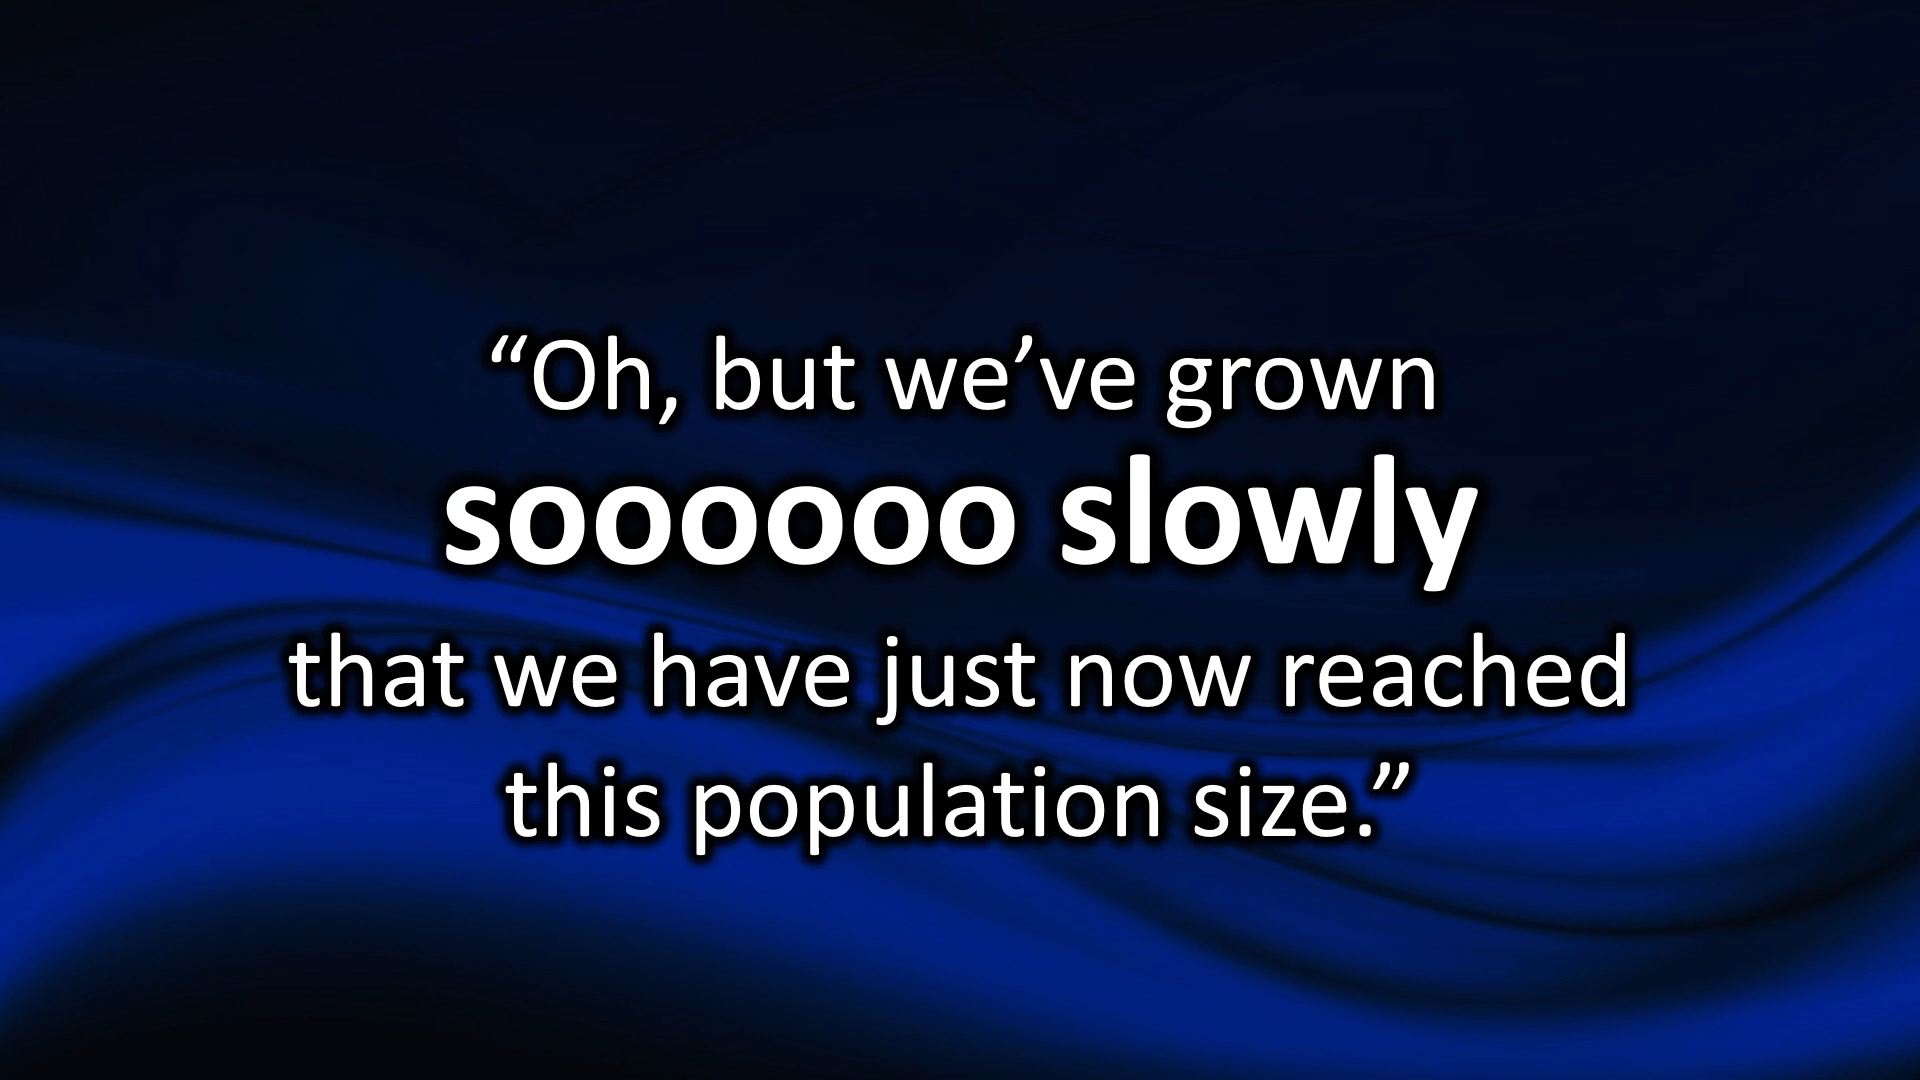 “Oh, but we’ve grown
soooooo slowly
that we have just now reached
this population size.”